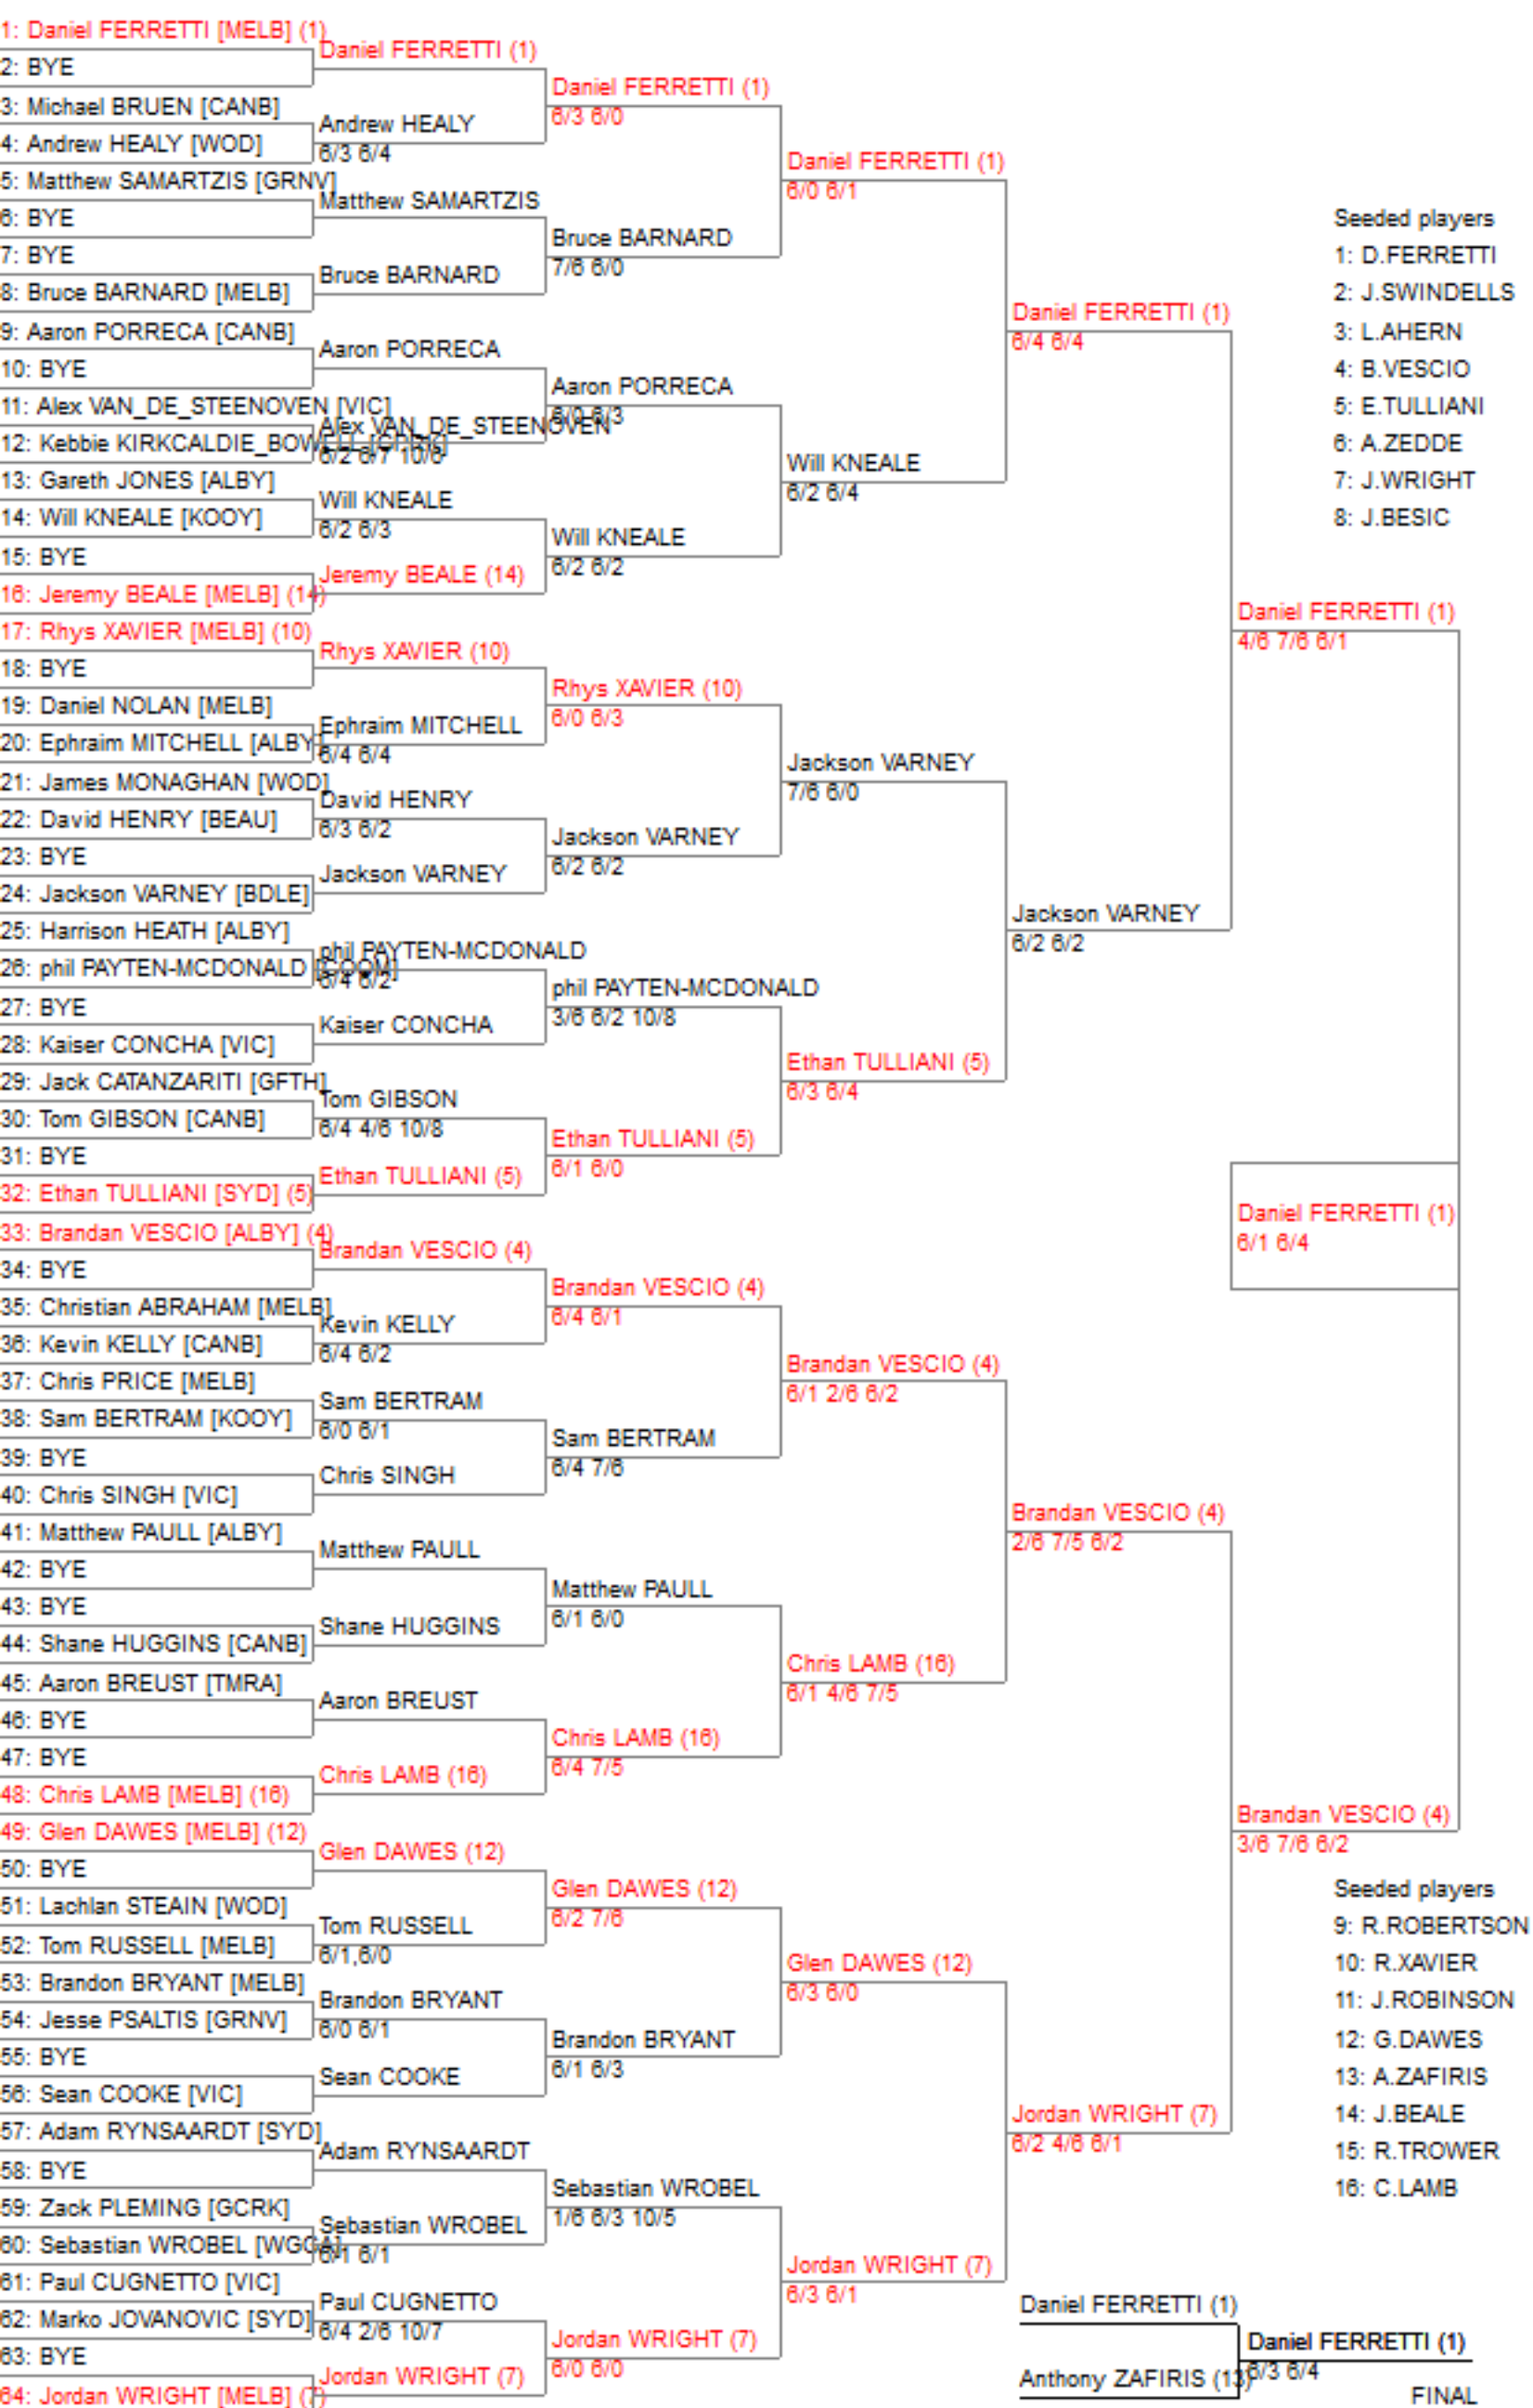 1: Daniel FERRETTI [MELB] (1)
2: BYE
3: Michael BRUEN [CANB]
4: Andrew HEALY [WOD]
5: Matthew SAMARTZIS [GRNV]
6: BYE
7: BYE
8: Bruce BARNARD [MELB]
9: Aaron PORRECA [CANB]
10: BYE
11: Alex VAN_DE_STEENOVEN [VIC]
12: Kebbie KIRKCALDIE_BOWELL
13: Gareth JONES [ALBY]
14: Will KNEALE [KOOY]
15: BYE
16: Jeremy BEALE [MELB] (14)
17: Rhys XAVIER [MELB] (10)
18: BYE
19: Daniel NOLAN [MELB]
20: Ephraim MITCHELL [ALBY]
21: James MONAGHAN [WOD]
22: David HENRY [BEAU]
23: BYE
24: Jackson VARNEY [BDLE]
25: Harrison HEATH [ALBY]
26: phil PAYTEN-MCDONALD [COOM]
27: BYE
28: Kaiser CONCHA [VIC]
29: Jack CATANZARITI [GFTH]
30: Tom GIBSON [CANB]
31: BYE
32: Ethan TULLIANI [SYD] (5)
33: Brandan VESCIO [ALBY] (4)
34: BYE
35: Christian ABRAHAM [MELB]
36: Kevin KELLY [CANB]
37: Chris PRICE [MELB]
38: Sam BERTRAM [KOOY]
39: BYE
40: Chris SINGH [VIC]
41: Matthew PAULL [ALBY]
42: BYE
43: BYE
44: Shane HUGGINS [CANB]
45: Aaron BREUST [TMRA]
46: BYE
47: BYE
48: Chris LAMB [MELB] (16)
49: Glen DAWES [MELB] (12)
50: BYE
51: Lachlan STEAIN [WOD]
52: Tom RUSSELL [MELB]
53: Brandon BRYANT [MELB]
54: Jesse PSALTIS [GRNV]
55: BYE
56: Sean COOKE [VIC]
57: Adam RYNSAARDT [SYD]
58: BYE
59: Zack PLEMING [GCRK]
60: Sebastian WROBEL [WGGA]
61: Paul CUGNETTO [VIC]
62: Marko JOVANOVIC [SYD]
63: BYE
64: Jordan WRIGHT [MELB] (7)
Daniel FERRETTI (1)
Andrew HEALY
6/3 6/4
Matthew SAMARTZIS
Bruce BARNARD
Aaron PORRECA
Alex VAN_DE_STEENOVEN
6/2 6/7 10/6
Will KNEALE
6/2 6/3
Jeremy BEALE (14)
Rhys XAVIER (10)
Ephraim MITCHELL
6/4 6/4
David HENRY
6/3 6/2
Jackson VARNEY
phil PAYTEN-MCDONALD
6/4 6/2
Kaiser CONCHA
Tom GIBSON
6/4 4/6 10/8
Ethan TULLIANI (5)
Brandan VESCIO (4)
Kevin KELLY
6/4 6/2
Sam BERTRAM
6/0 6/1
Chris SINGH
Matthew PAULL
Shane HUGGINS
Aaron BREUST
Chris LAMB (16)
Glen DAWES (12)
Tom RUSSELL
6/1,6/0
Brandon BRYANT
6/0 6/1
Sean COOKE
Adam RYNSAARDT
Sebastian WROBEL
6/1 6/1
Paul CUGNETTO
6/4 2/6 10/7
Jordan WRIGHT (7)
Daniel FERRETTI (1)
6/3 6/0
Bruce BARNARD
7/6 6/0
Aaron PORRECA
6/0 6/3
Will KNEALE
6/2 6/2
Rhys XAVIER (10)
6/0 6/3
Jackson VARNEY
6/2 6/2
phil PAYTEN-MCDONALD
3/6 6/2 10/8
Ethan TULLIANI (5)
6/1 6/0
Brandan VESCIO (4)
6/4 6/1
Sam BERTRAM
6/4 7/6
Matthew PAULL
6/1 6/0
Chris LAMB (16)
6/4 7/5
Glen DAWES (12)
6/2 7/6
Brandon BRYANT
6/1 6/3
Sebastian WROBEL
1/6 6/3 10/5
Jordan WRIGHT (7)
6/0 6/0
Daniel FERRETTI (1)
6/0 6/1
Will KNEALE
6/2 6/4
Jackson VARNEY
7/6 6/0
Ethan TULLIANI (5)
6/3 6/4
Brandan VESCIO (4)
6/1 2/6 6/2
Chris LAMB (16)
6/1 4/6 7/5
Glen DAWES (12)
6/3 6/0
Jordan WRIGHT (7)
6/3 6/1
Daniel FERRETTI (1)
6/4 6/4
Jackson VARNEY
6/2 6/2
Brandan VESCIO (4)
2/6 7/5 6/2
Jordan WRIGHT (7)
6/2 4/6 6/1
Daniel FERRETTI (1)
4/6 7/6 6/1
Daniel FERRETTI (1)
6/1 6/4
Brandan VESCIO (4)
3/6 7/6 6/2
Seeded players
1: D.FERRETTI
2: J.SWINDELLS
3: L.AHERN
4: B.VESCIO
5: E.TULLIANI
6: A.ZEDDE
7: J.WRIGHT
8: J.BESIC
Seeded players
9: R.ROBERTSON
10: R.XAVIER
11: J.ROBINSON
12: G.DAWES
13: A.ZAFIRIS
14: J.BEALE
15: R.TROWER
16: C.LAMB
Daniel FERRETTI (1)
Anthony ZAFIRIS (13)
Daniel FERRETTI (1)
6/3 6/4
FINAL